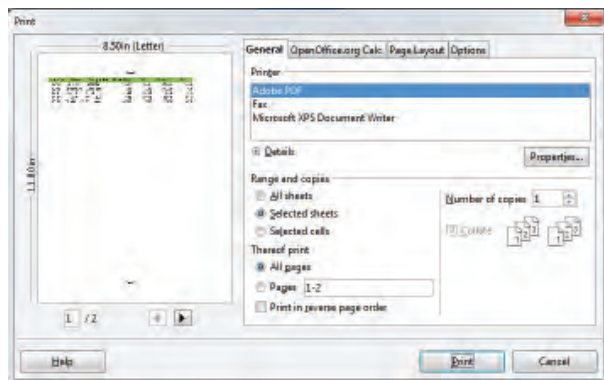 Print
8.50in (Letter)
General OpenOffice.org Calc Page Layout Options
Printer
Adobe PDF
Fax
Microsoft XPS Document Writer
Details
Properties...
Range and copies
All sheets
Number of copies 1
Selected sheets
Selected cells
Collate
Thereof print
All pages
Pages 1-2
Print in reverse page order
1 / 2
Help
Print
Cancel